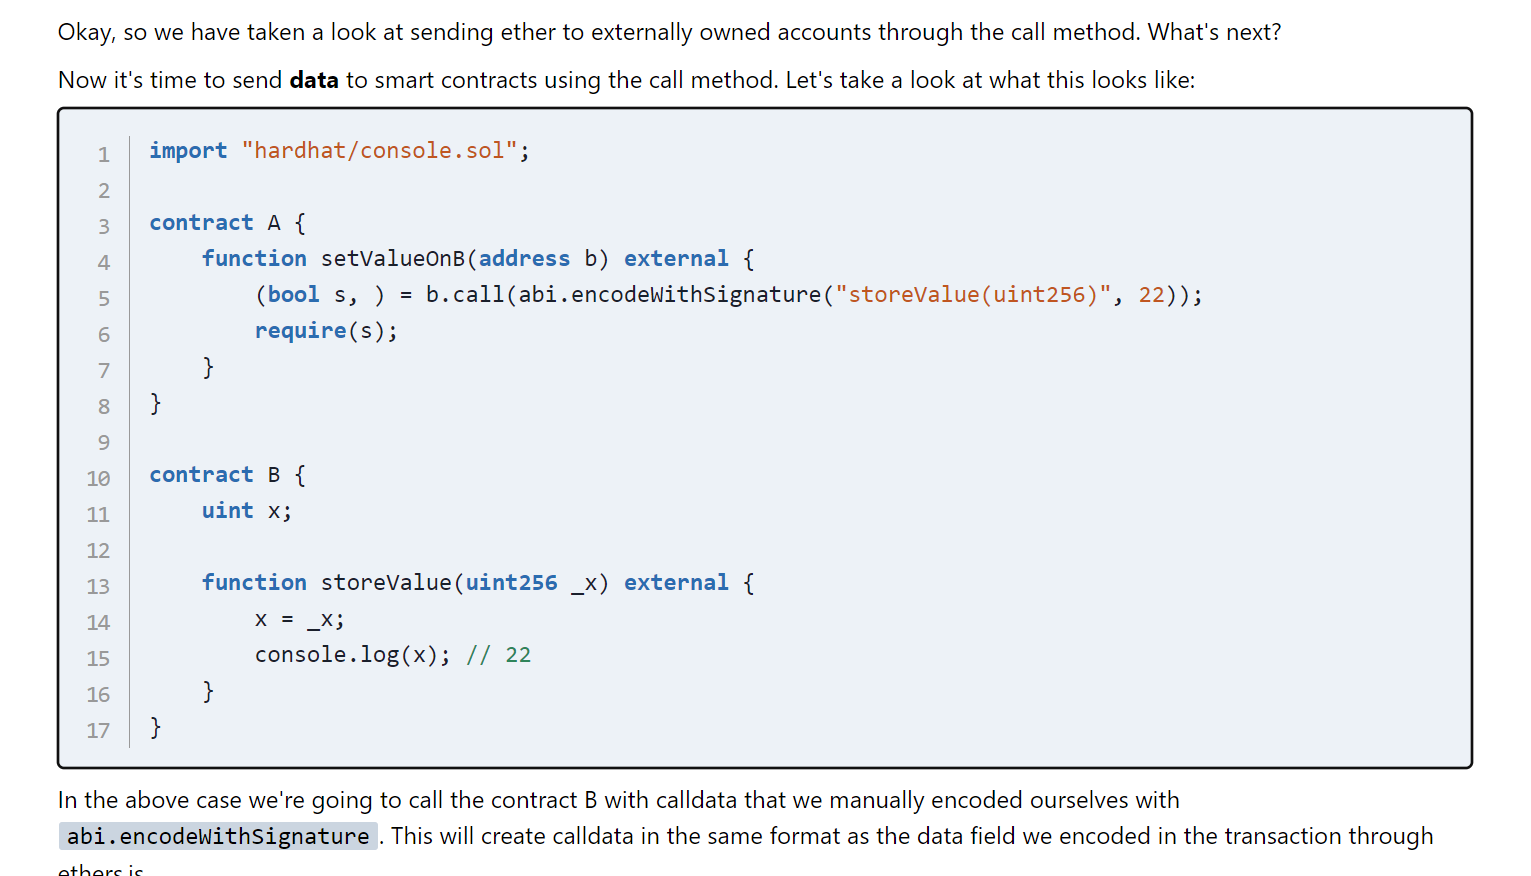 Okay, so we have taken a look at sending ether to externally owned accounts through the call method. What's next?
Now it's time to send data to smart contracts using the call method. Let's take a look at what this looks like:
1 import "hardhat/console.sol";
2
3 contract A {
4 function setValueOnB(address b) external {
5 (bool s, ) = b.call(abi.encodeWithSignature("storeValue(uint256)", 22));
6 require(s);
7 }
8 }
9
10 contract B {
11 uint x;
12
13 function storeValue(uint256 _x) external {
14 x = _x;
15 console.log(x); // 22
16 }
17 }
In the above case we're going to call the contract B with calldata that we manually encoded ourselves with
abi.encodeWithSignature . This will create calldata in the same format as the data field we encoded in the transaction through
ethers.js